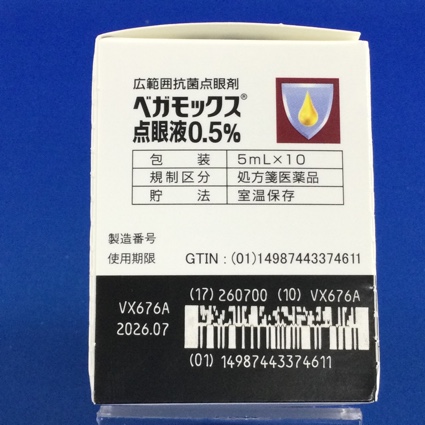 広範囲抗菌点眼剤
ベガモックス®
点眼液0.5%
包装 5mL×10
規制区分 処方箋医薬品
貯法 室温保存
製造番号
使用期限 GTIN:(01)14987443374611
VX676A (17) 260700 (10) VX676A
2026.07
(01) 14987443374611